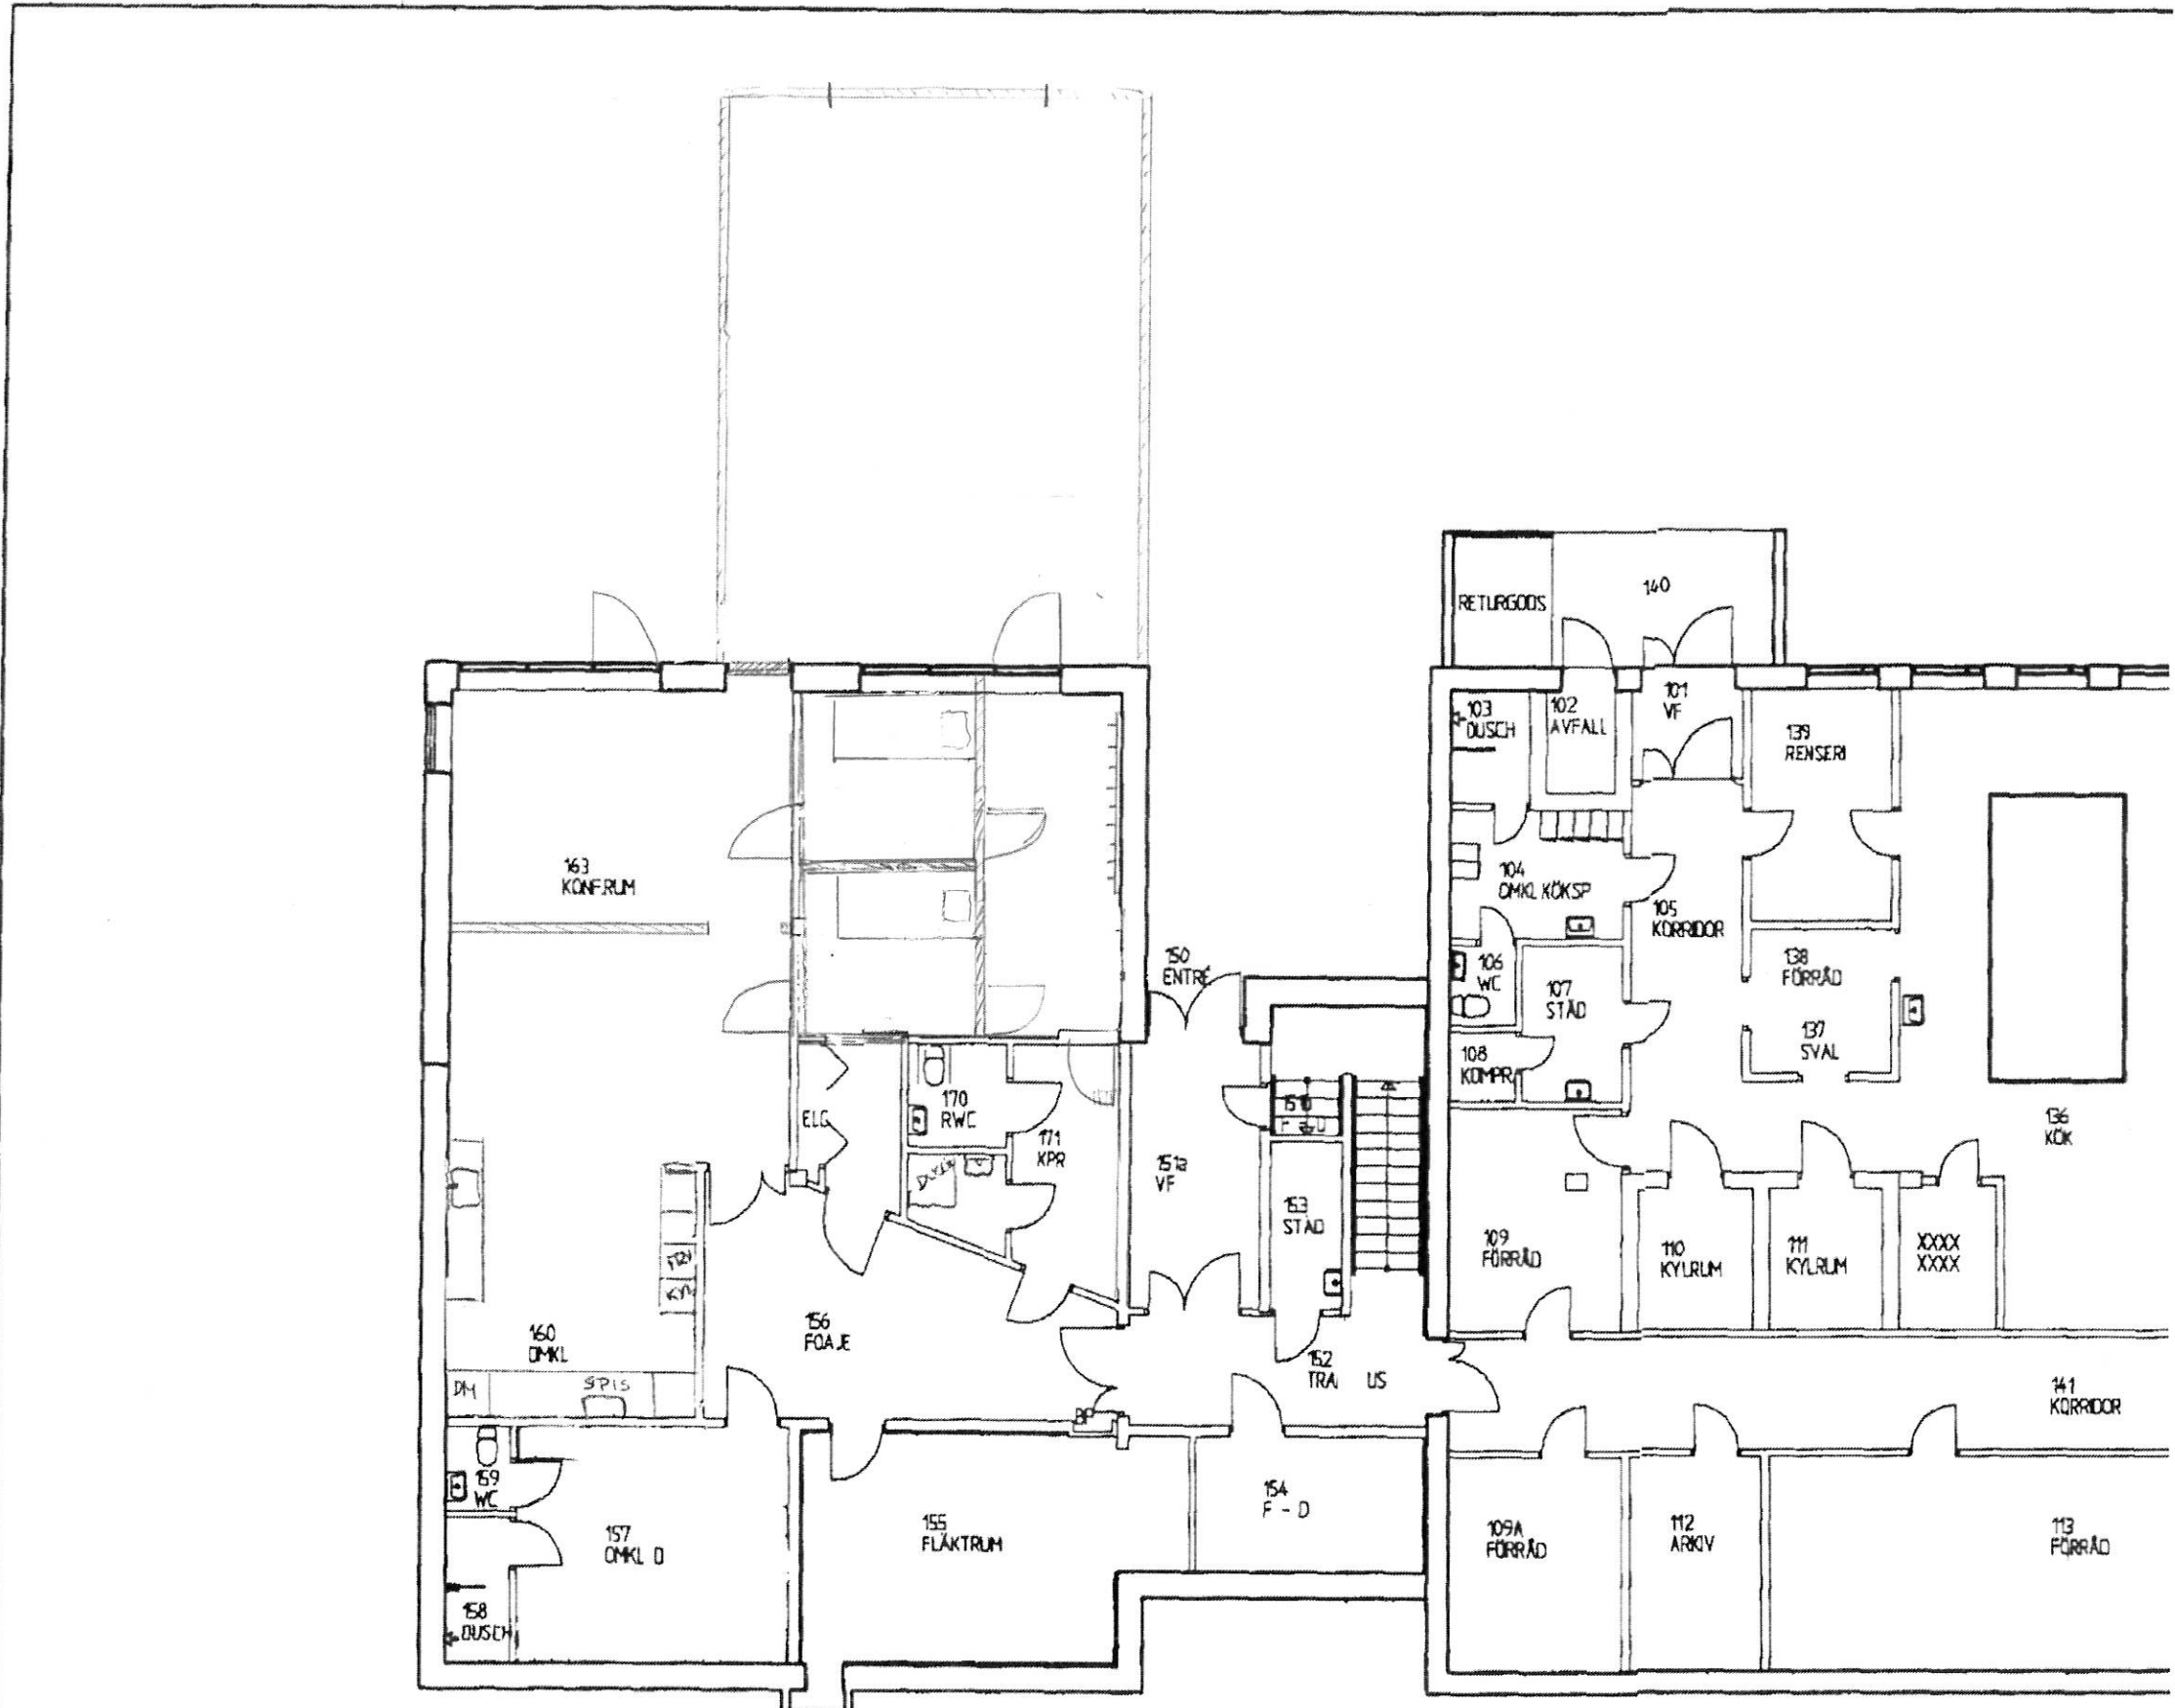 140
RETURGODS
101
VF
103
DUSCH
102
AVFALL
139
RENSERI
163
KONFRUM
104
OMKL KÖKSP
105
KORRIDOR
150
ENTRÉ
106
WC
107
STÄD
138
FÖRRÅD
137
SVAL
108
KOMPR
170
RWC
ELC
171
KPR
136
KÖK
151a
VF
153
STÄD
109
FÖRRÅD
110
KYLRUM
111
KYLRUM
XXXX
XXXX
160
OMKL
156
FOAJE
152
TRA US
DM
SPIS
BP
141
KORRIDOR
159
WC
157
OMKL D
155
FLÄKTRUM
154
F - D
109A
FÖRRÅD
112
ARKIV
113
FÖRRÅD
158
DUSCH